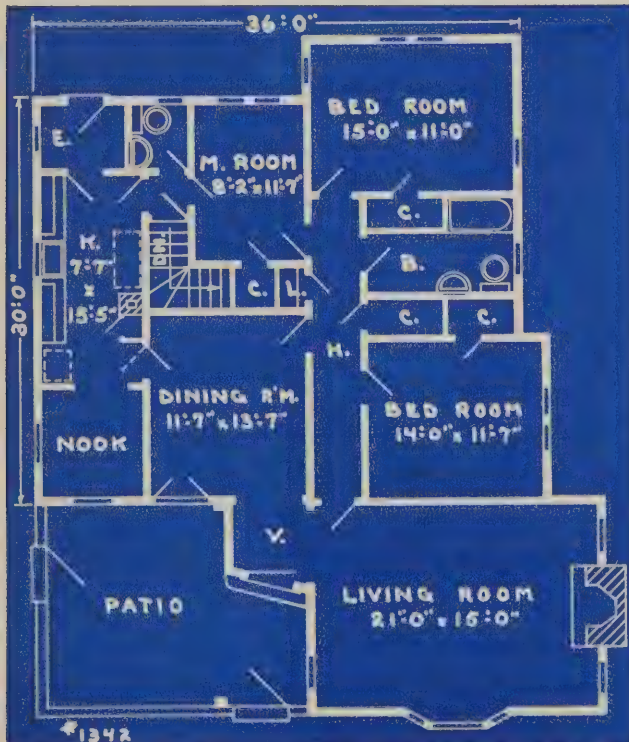 36'-0"
BED ROOM
15'-0" x 11'-0"
E.
M. ROOM
8'-2" x 11'-7"
C.
K.
7'-7"
x
15'-5"
30'-0"
DN.
B.
C.
L.
C.
C.
H.
DINING R'M.
11'-7" x 13'-7"
BED ROOM
14'-0" x 11'-7"
NOOK
V.
PATIO
LIVING ROOM
21'-0" x 15'-0"
#1342